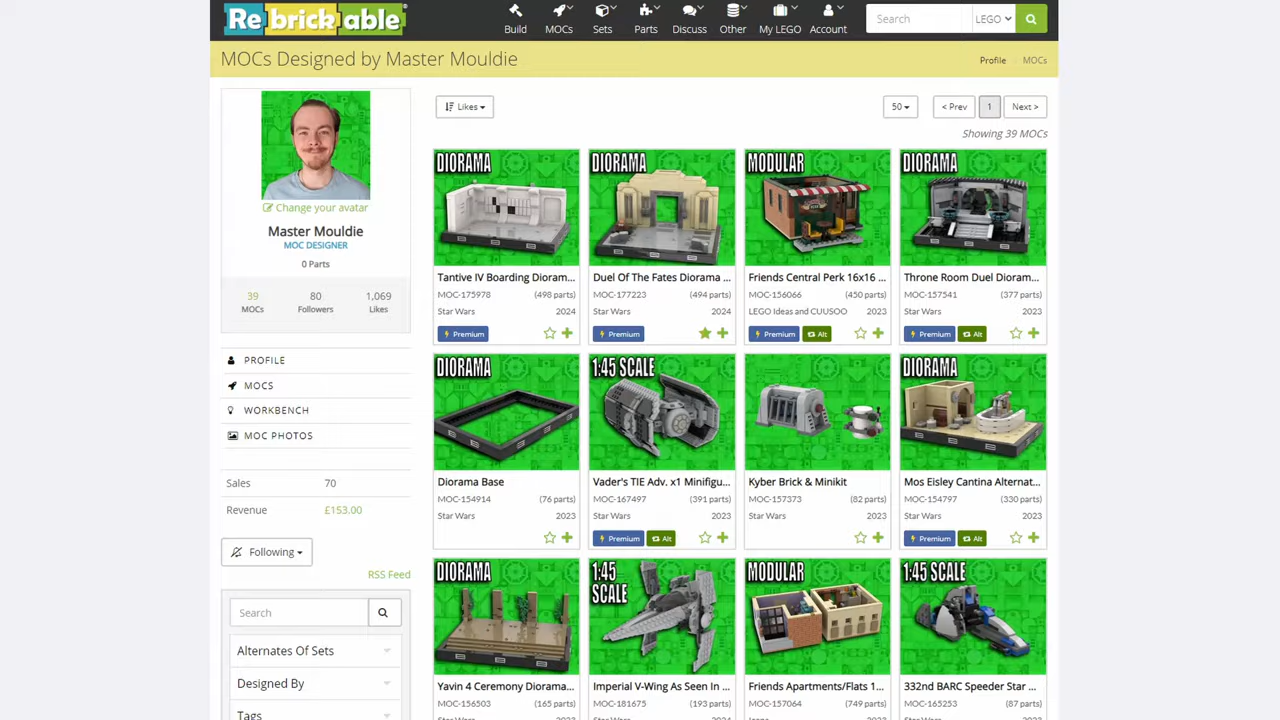 Rebrickable®
Build
MOCs
Sets
Parts
Discuss
Other
My LEGO
Account
Search
LEGO
MOCs Designed by Master Mouldie
Profile
MOCs
Likes
50
< Prev
1
Next >
Showing 39 MOCs
Change your avatar
Master Mouldie
MOC DESIGNER
0 Parts
39
80
1,069
MOCs
Followers
Likes
PROFILE
MOCS
WORKBENCH
MOC PHOTOS
Sales 70
Revenue £153.00
Following
RSS Feed
Search
Alternates Of Sets
Designed By
Tags
DIORAMA
Tantive IV Boarding Dioram...
MOC-175978 (498 parts)
Star Wars 2024
Premium
DIORAMA
Duel Of The Fates Diorama ...
MOC-177223 (494 parts)
Star Wars 2024
Premium
MODULAR
Friends Central Perk 16x16 ...
MOC-156066 (450 parts)
LEGO Ideas and CUUSOO 2023
Premium Alt
DIORAMA
Throne Room Duel Dioram...
MOC-157541 (377 parts)
Star Wars 2023
Premium Alt
DIORAMA
Diorama Base
MOC-154914 (76 parts)
Star Wars 2023
1:45 SCALE
Vader's TIE Adv. x1 Minifigu...
MOC-167497 (391 parts)
Star Wars 2023
Premium Alt
Kyber Brick & Minikit
MOC-157373 (82 parts)
Star Wars 2023
DIORAMA
Mos Eisley Cantina Alternat...
MOC-154797 (330 parts)
Star Wars 2023
Premium Alt
DIORAMA
Yavin 4 Ceremony Diorama...
MOC-156503 (165 parts)
Star Wars 2023
1:45
SCALE
Imperial V-Wing As Seen In ...
MOC-181675 (193 parts)
Star Wars 2024
MODULAR
Friends Apartments/Flats 1...
MOC-157064 (749 parts)
Icons 2023
1:45 SCALE
332nd BARC Speeder Star ...
MOC-165253 (87 parts)
Star Wars 2023